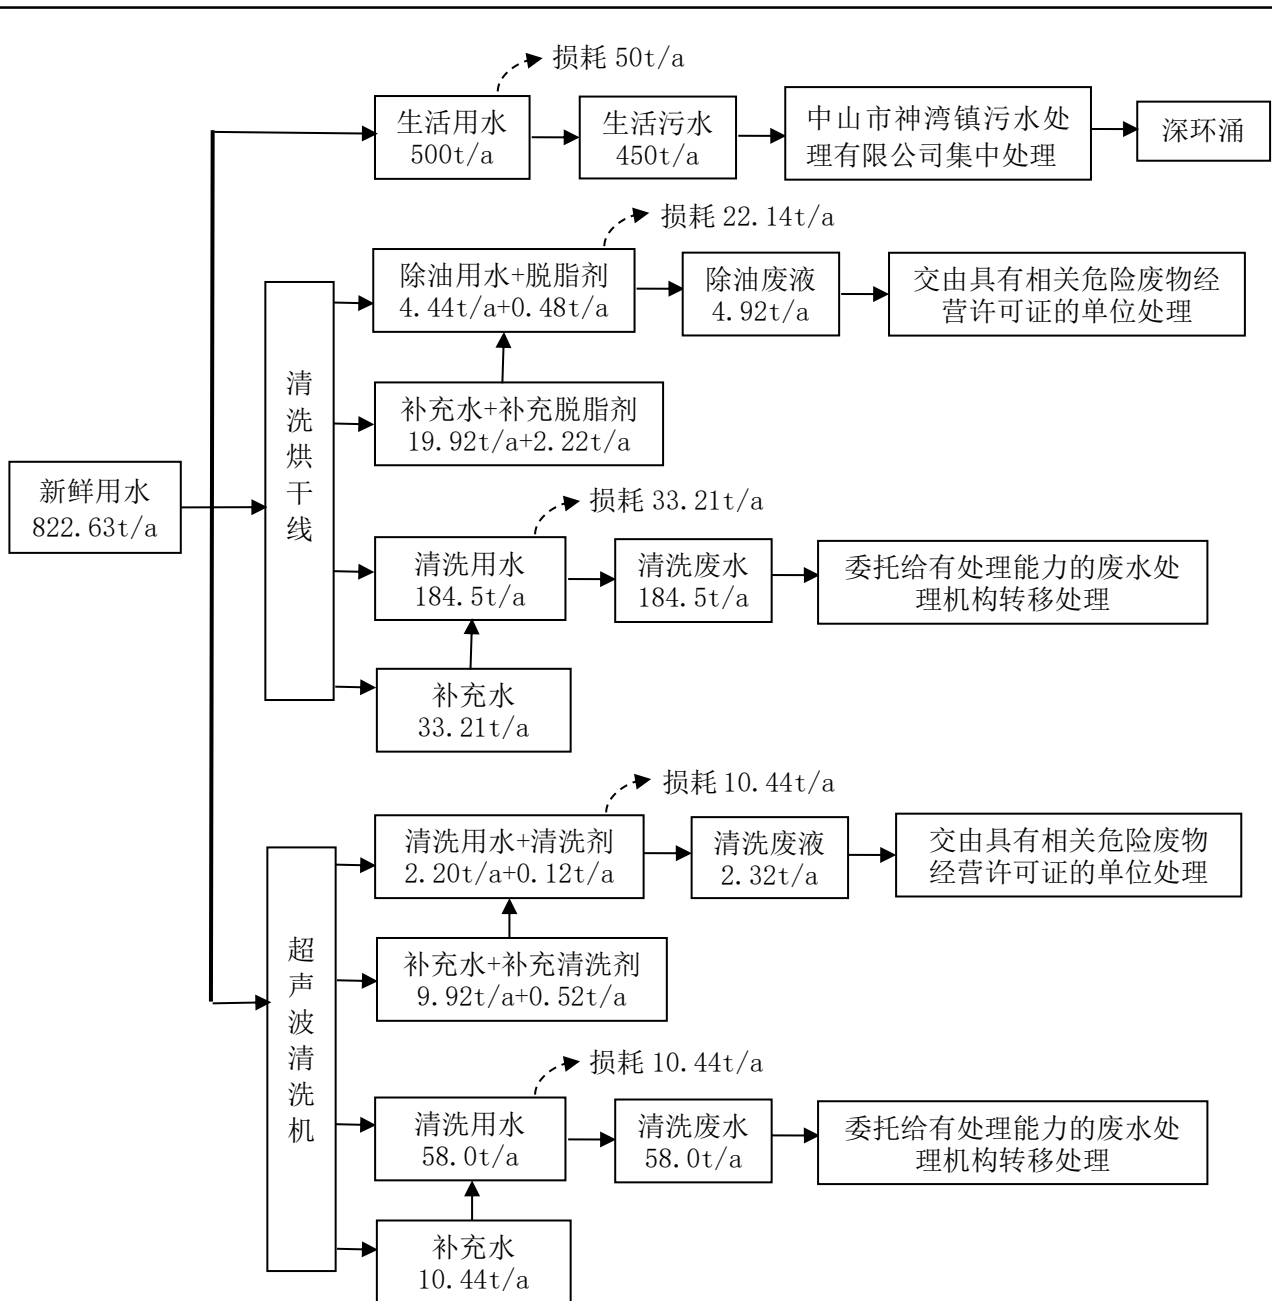 损耗 50t/a
生活用水
500t/a
生活污水
450t/a
中山市神湾镇污水处
理有限公司集中处理
深环涌
损耗 22.14t/a
除油用水+脱脂剂
4.44t/a+0.48t/a
除油废液
4.92t/a
交由具有相关危险废物经
营许可证的单位处理
清洗烘干线
补充水+补充脱脂剂
19.92t/a+2.22t/a
新鲜用水
822.63t/a
损耗 33.21t/a
清洗用水
184.5t/a
清洗废水
184.5t/a
委托给有处理能力的废水处
理机构转移处理
补充水
33.21t/a
损耗 10.44t/a
清洗用水+清洗剂
2.20t/a+0.12t/a
清洗废液
2.32t/a
交由具有相关危险废物
经营许可证的单位处理
超声波清洗机
补充水+补充清洗剂
9.92t/a+0.52t/a
损耗 10.44t/a
清洗用水
58.0t/a
清洗废水
58.0t/a
委托给有处理能力的废水处
理机构转移处理
补充水
10.44t/a